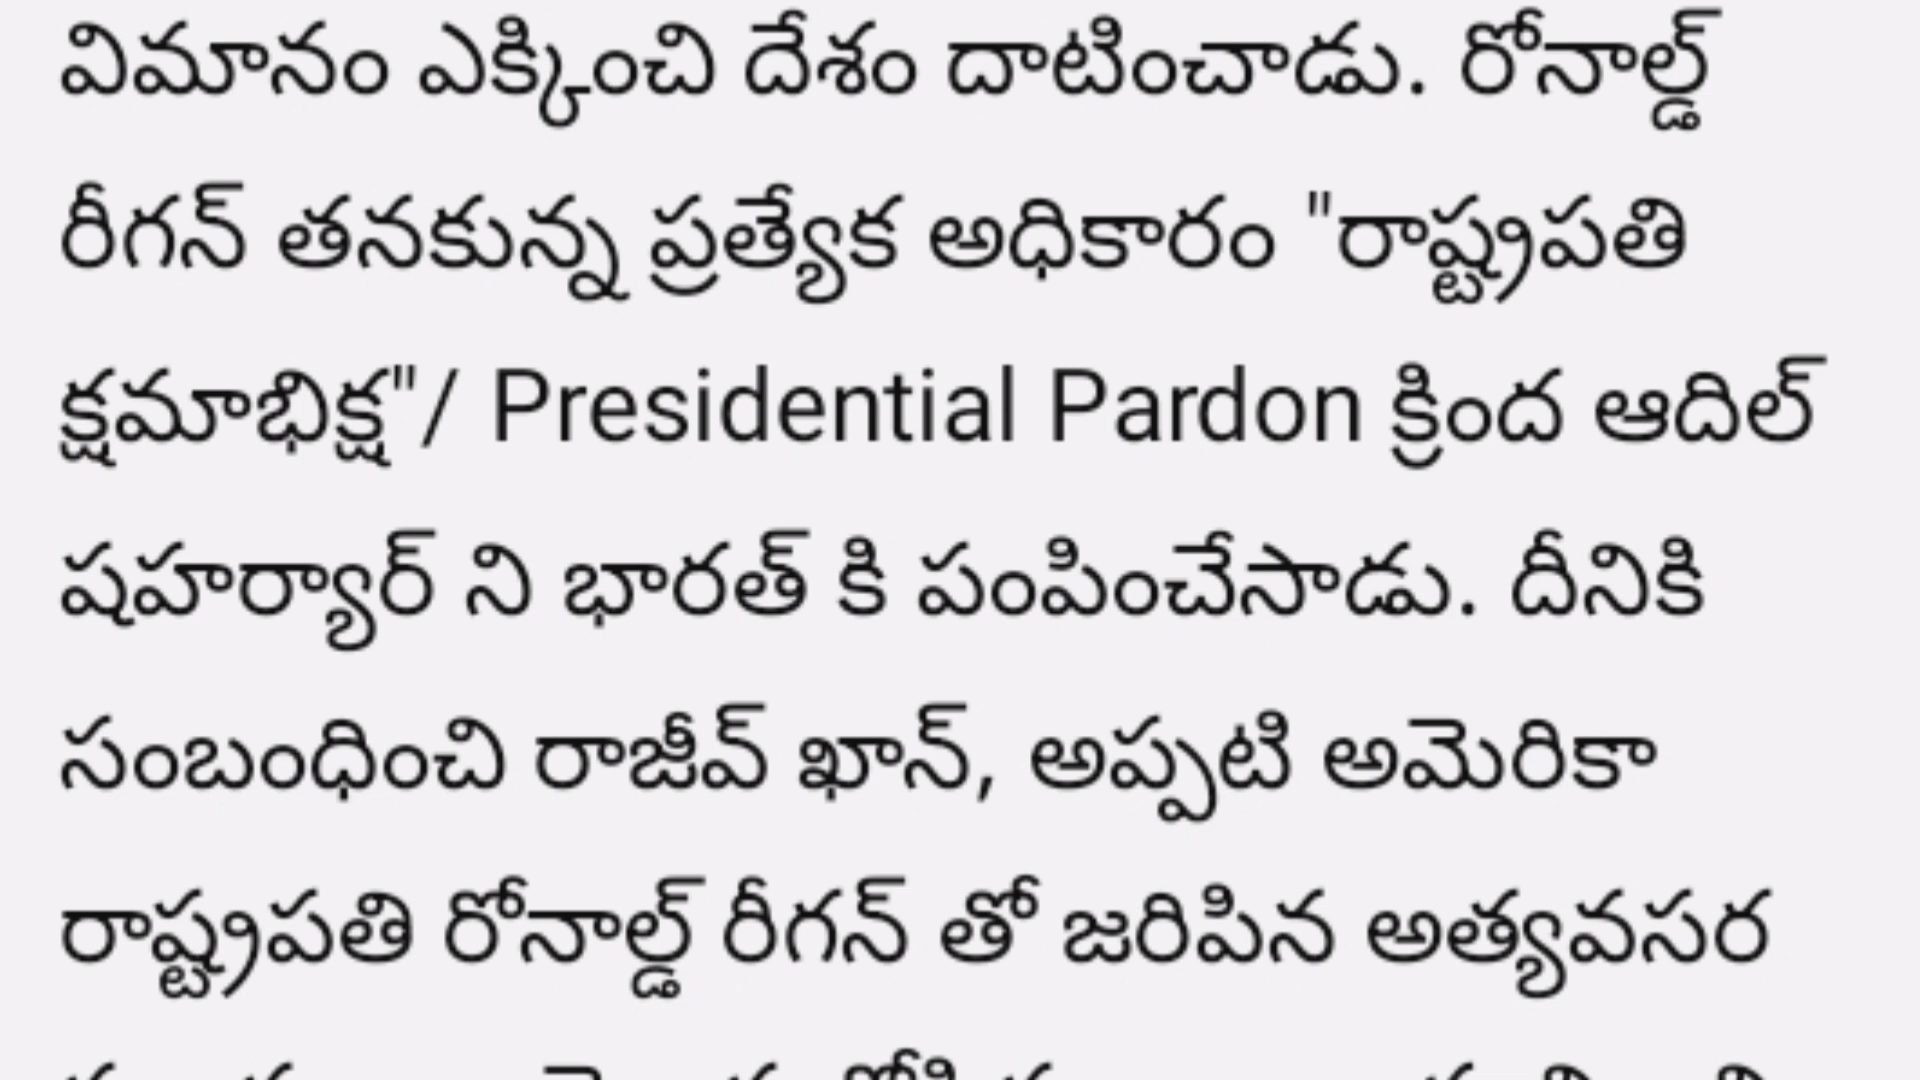 విమానం ఎక్కించి దేశం దాటించాడు. రోనాల్డ్
రీగన్ తనకున్న ప్రత్యేక అధికారం "రాష్ట్రపతి
క్షమాభిక్ష"/ Presidential Pardon క్రింద ఆదిల్
షహర్యార్ ని భారత్ కి పంపించేసాడు. దీనికి
సంబంధించి రాజీవ్ ఖాన్, అప్పటి అమెరికా
రాష్ట్రపతి రోనాల్డ్ రీగన్ తో జరిపిన అత్యవసర